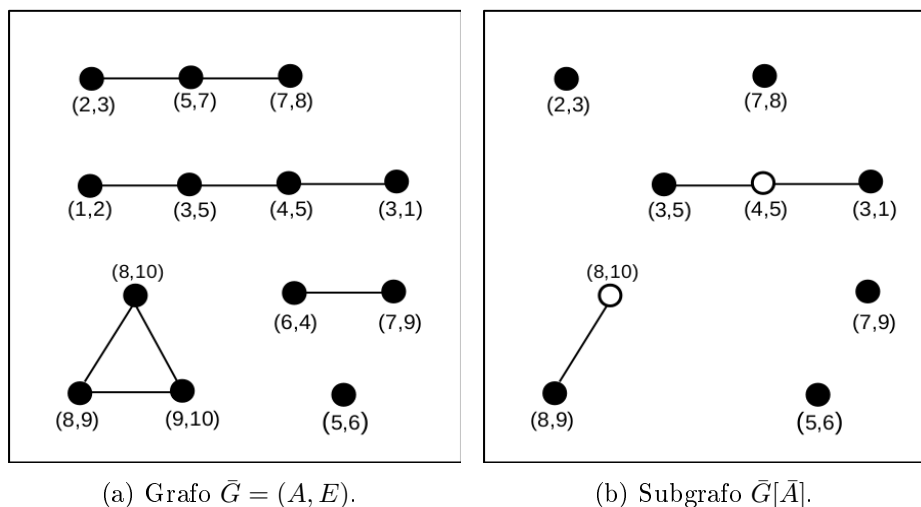 (2,3) (5,7) (7,8)
(1,2) (3,5) (4,5) (3,1)
(8,10)
(6,4) (7,9)
(8,9) (9,10) (5,6)
(a) Grafo Ḡ = (A, E).
(2,3) (7,8)
(3,5) (4,5) (3,1)
(8,10)
(7,9)
(8,9) (5,6)
(b) Subgrafo Ḡ[Ā].